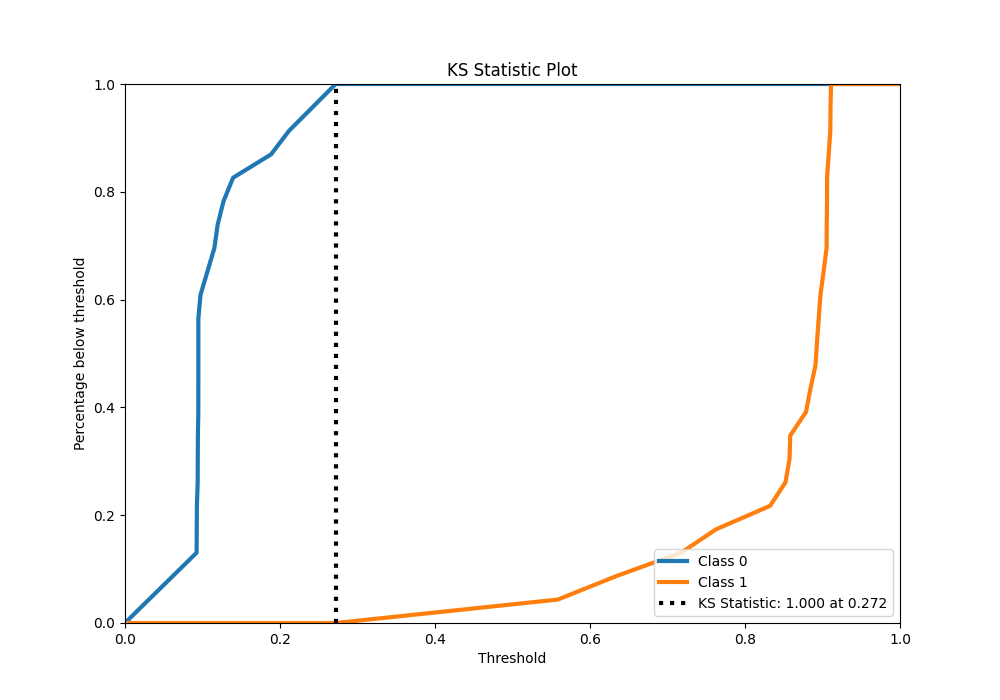 KS Statistic Plot
Percentage below threshold
1.0
0.8
0.6
0.4
0.2
0.0
0.0 0.2 0.4 0.6 0.8 1.0
Threshold
Class 0
Class 1
KS Statistic: 1.000 at 0.272